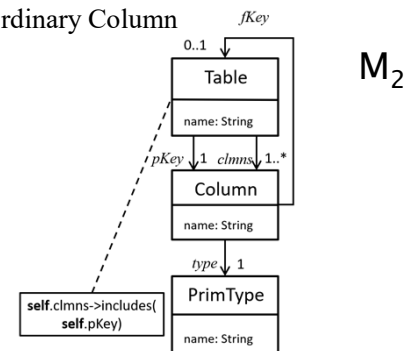 rdinary Column
fKey
0..1
M2
Table
name: String
pKey 1 clmns 1..*
Column
name: String
type 1
PrimType
name: String
self.clmns->includes(
self.pKey)